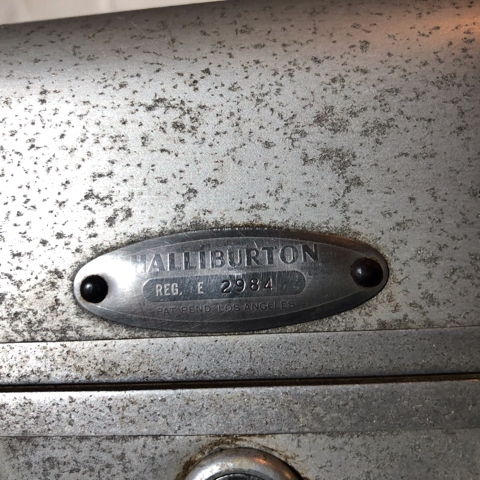 HALLIBURTON
REG. E 2984
PAT. PEND. LOS ANGELES